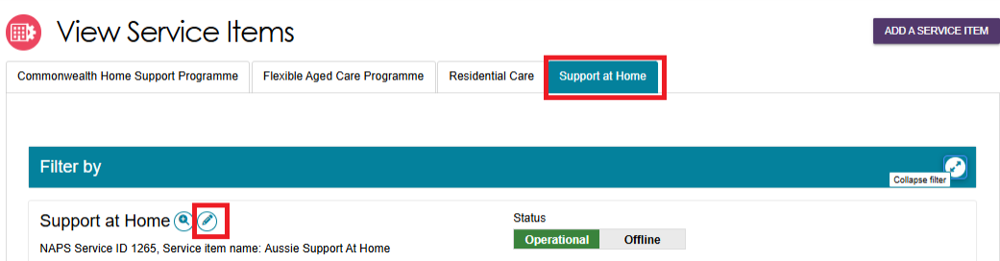 View Service Items
ADD A SERVICE ITEM
Commonwealth Home Support Programme
Flexible Aged Care Programme
Residential Care
Support at Home
Filter by
Collapse filter
Support at Home
Status
Operational
Offline
NAPS Service ID 1265, Service item name: Aussie Support At Home